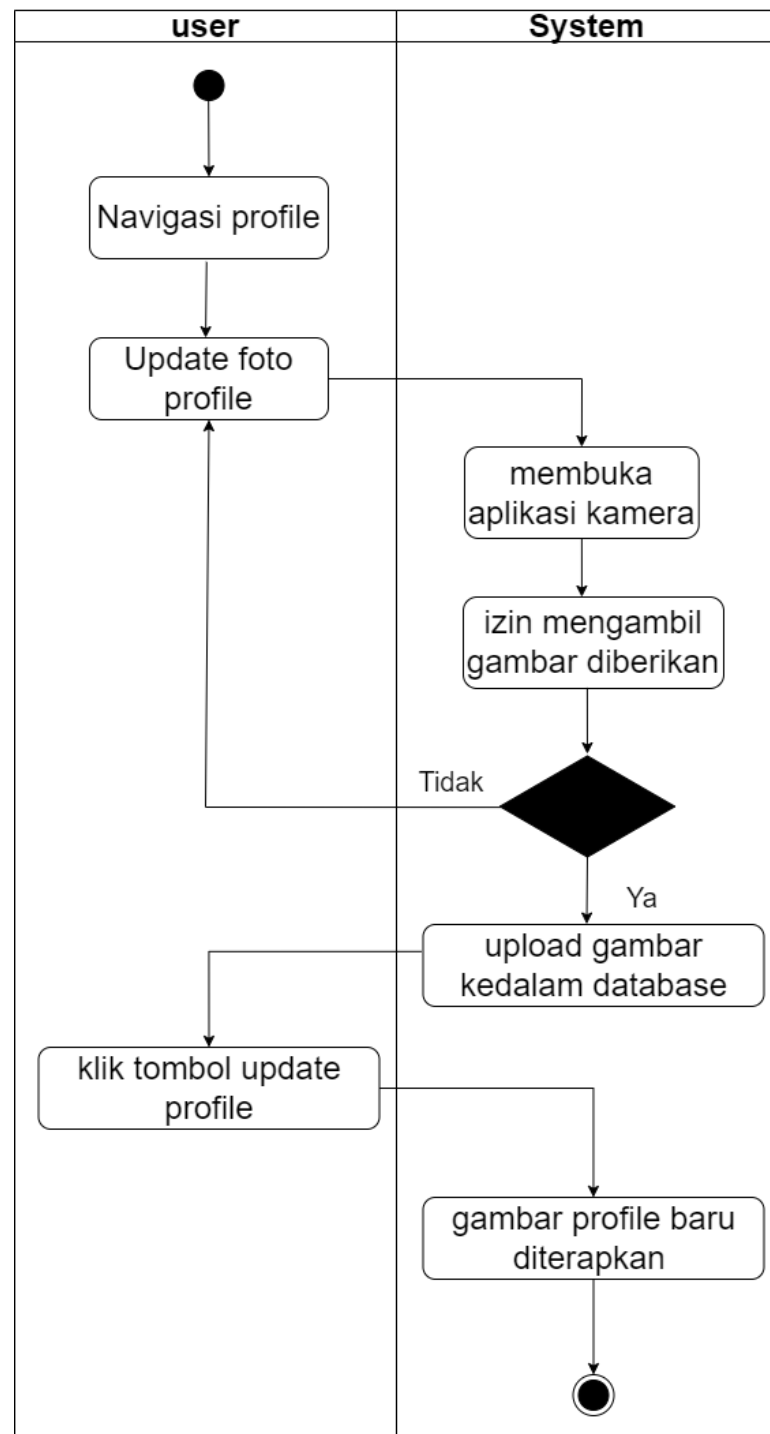 user
System
Navigasi profile
Update foto
profile
membuka
aplikasi kamera
izin mengambil
gambar diberikan
Tidak
Ya
upload gambar
kedalam database
klik tombol update
profile
gambar profile baru
diterapkan